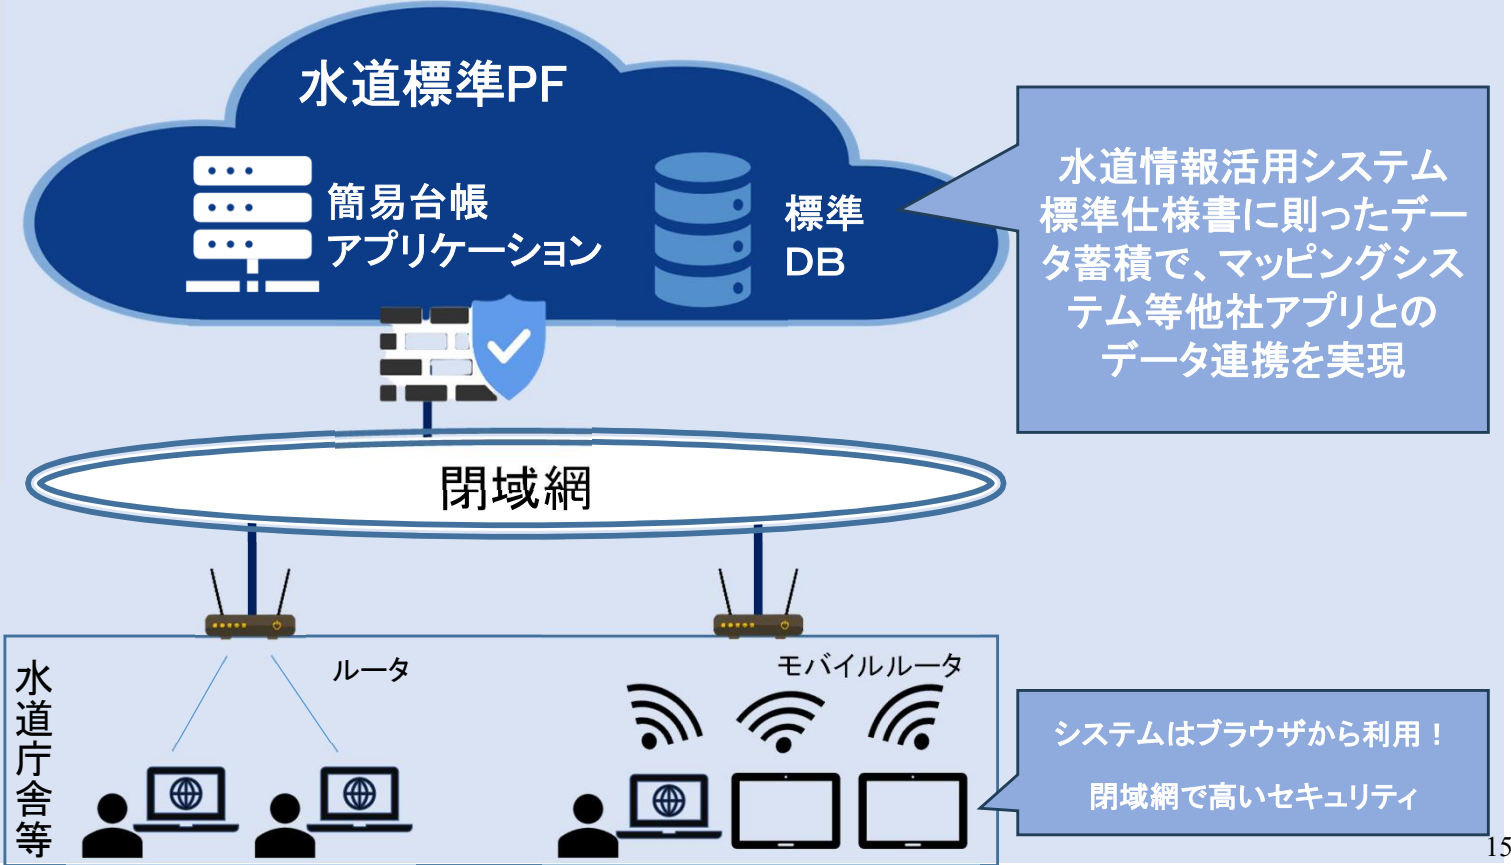 水道標準PF
簡易台帳
アプリケーション
標準
DB
水道情報活用システム
標準仕様書に則ったデー
タ蓄積で、マッピングシス
テム等他社アプリとの
データ連携を実現
閉域網
水道庁舎等
ルータ
モバイルルータ
システムはブラウザから利用！
閉域網で高いセキュリティ
15